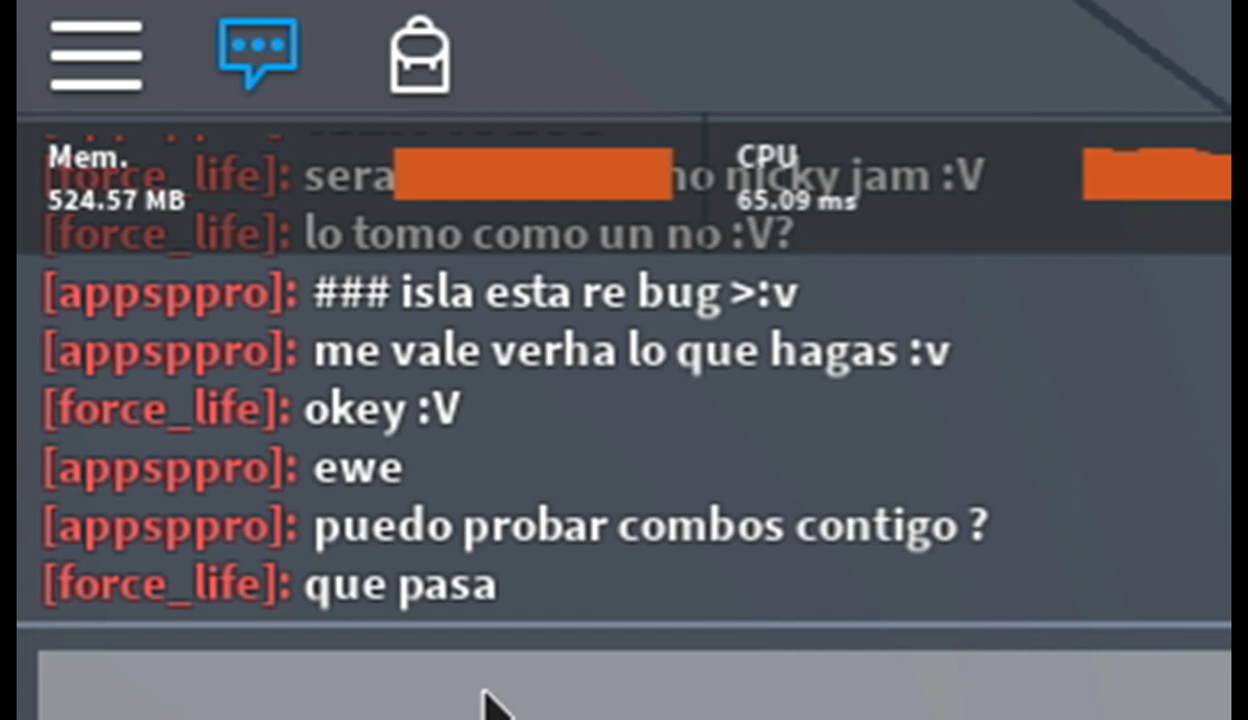 Mem.
524.57 MB
CPU
65.09 ms
[force_life]: sera no nicky jam :V
[force_life]: lo tomo como un no :V?
[appsppro]: ### isla esta re bug >:v
[appsppro]: me vale verha lo que hagas :v
[force_life]: okey :V
[appsppro]: ewe
[appsppro]: puedo probar combos contigo ?
[force_life]: que pasa